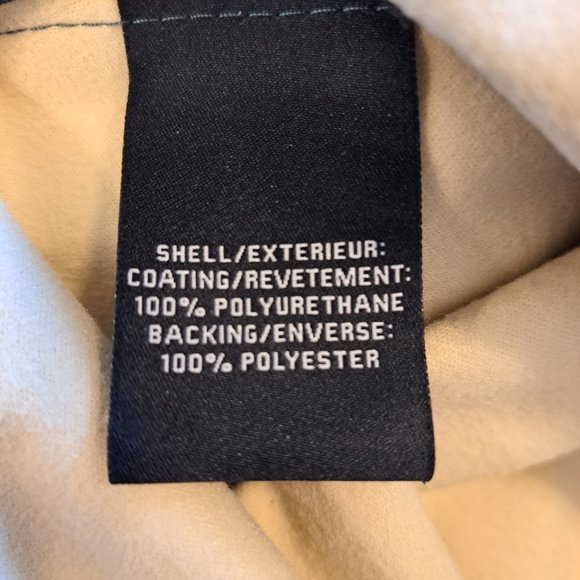 SHELL/EXTERIEUR:
COATING/REVETEMENT:
100% POLYURETHANE
BACKING/ENVERSE:
100% POLYESTER